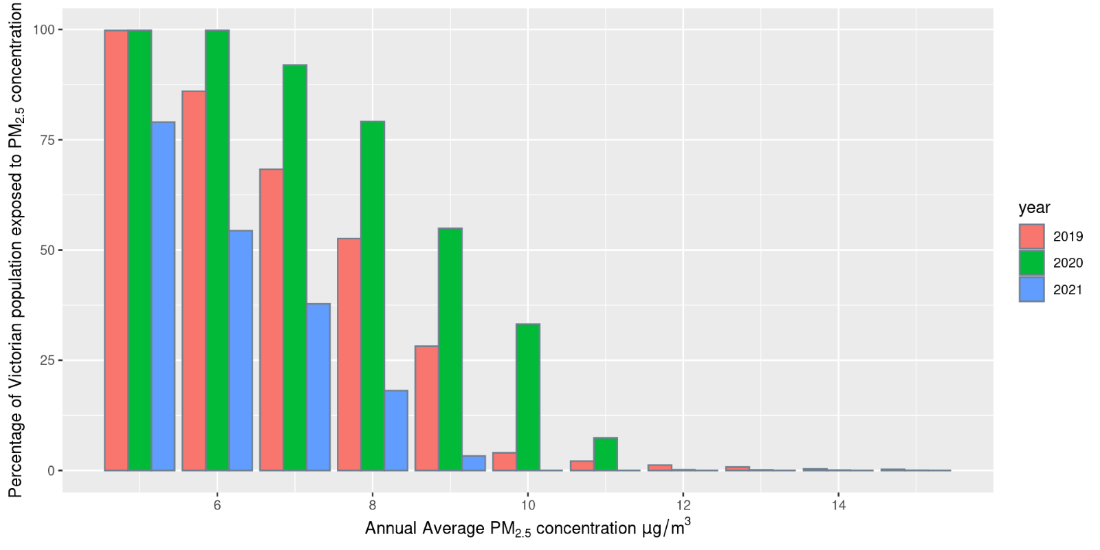 Percentage of Victorian population exposed to PM₂.₅ concentration
100
75
50
25
0
6 8 10 12 14
Annual Average PM₂.₅ concentration μg/m³
year
2019
2020
2021